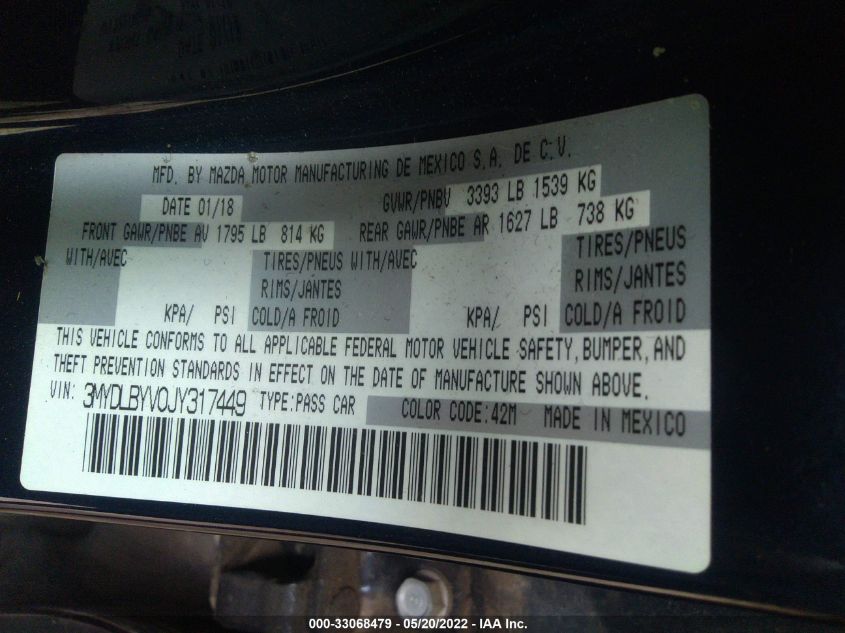 MFD. BY MAZDA MOTOR MANUFACTURING DE MEXICO S.A. DE C.V.
DATE 01/18 GVWR/PNBV 3393 LB 1539 KG
FRONT GAWR/PNBE AV 1795 LB 814 KG REAR GAWR/PNBE AR 1627 LB 738 KG
WITH/AVEC TIRES/PNEUS WITH/AVEC TIRES/PNEUS
RIMS/JANTES RIMS/JANTES
KPA/ PSI COLD/A FROID KPA/ PSI COLD/A FROID
THIS VEHICLE CONFORMS TO ALL APPLICABLE FEDERAL MOTOR VEHICLE SAFETY, BUMPER, AND
THEFT PREVENTION STANDARDS IN EFFECT ON THE DATE OF MANUFACTURE SHOWN ABOVE.
VIN: 3MYDLBYV0JY317449 TYPE:PASS CAR COLOR CODE:42M MADE IN MEXICO
000-33068479 - 05/20/2022 - IAA Inc.